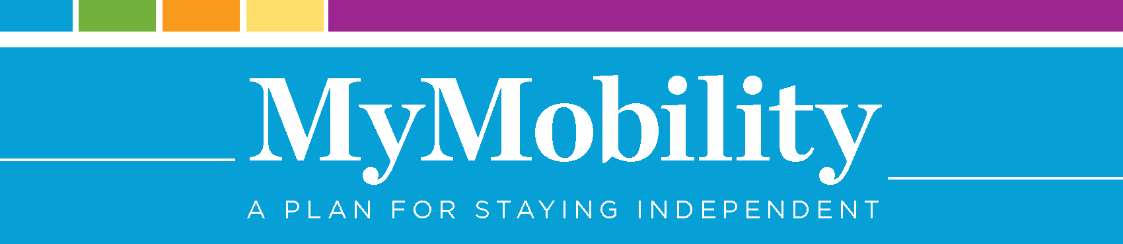 MyMobility
A PLAN FOR STAYING INDEPENDENT